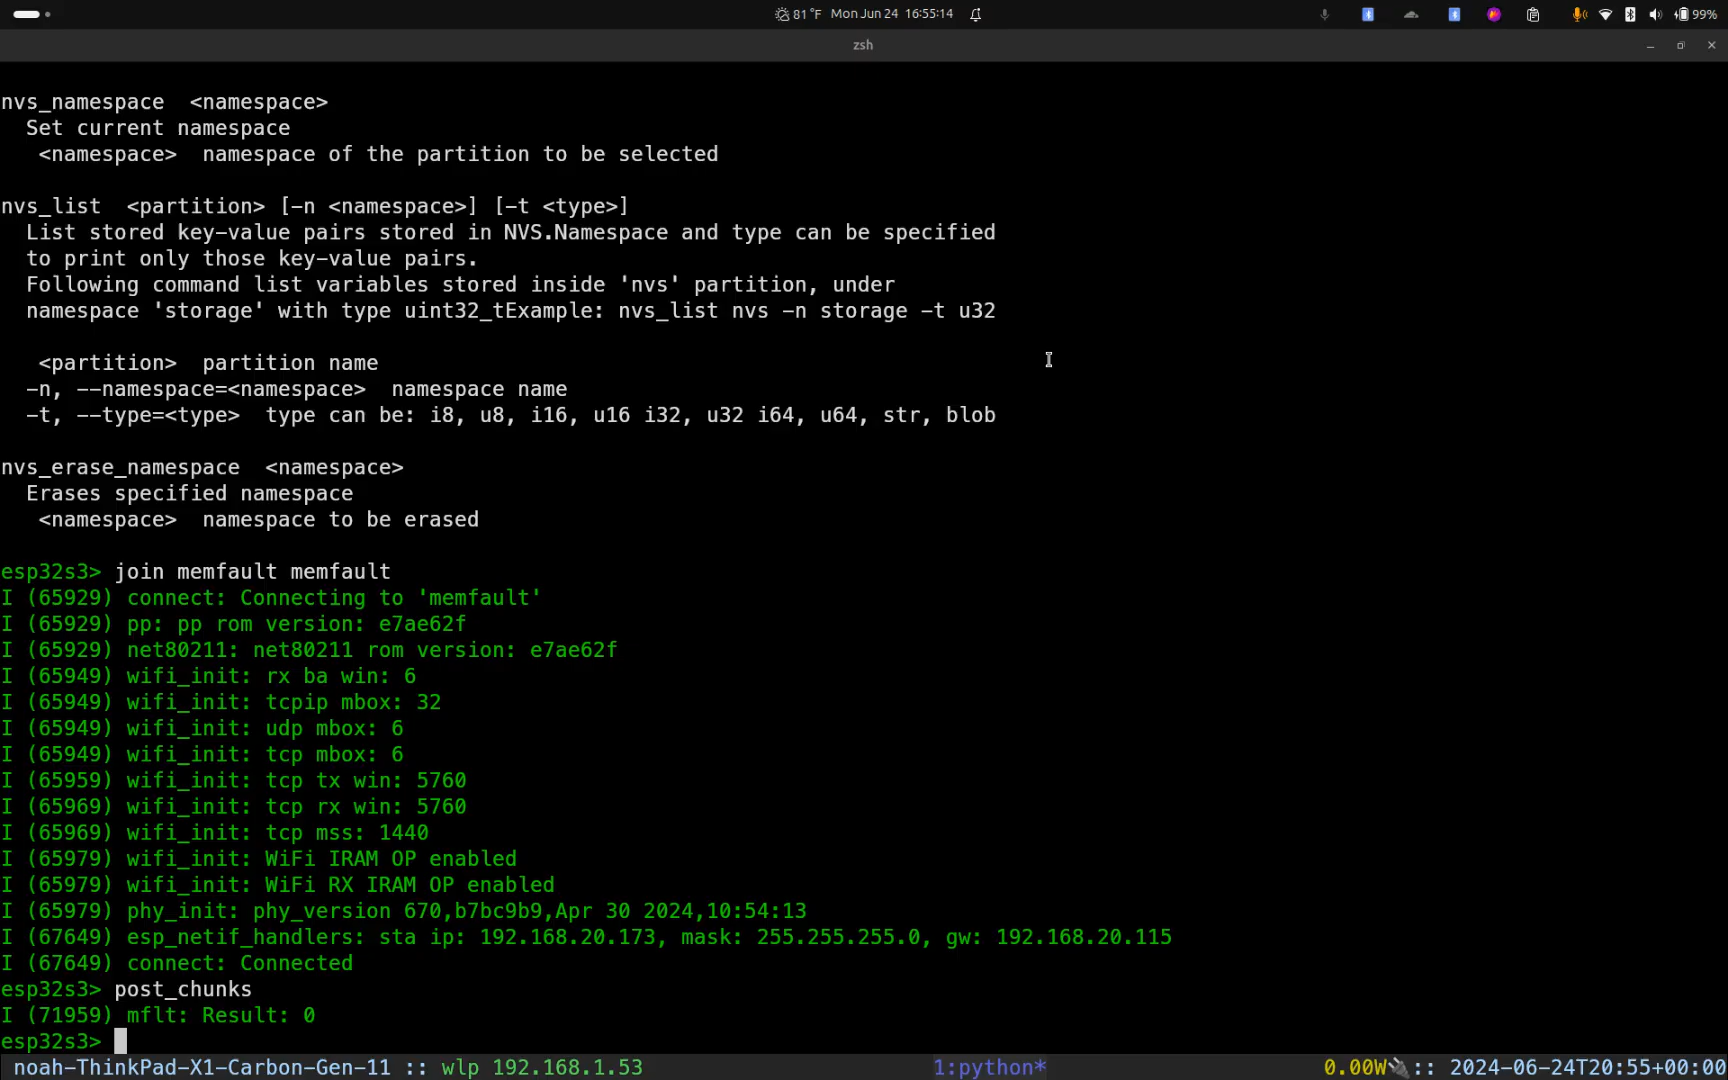 81 °F Mon Jun 24 16:55:14 99%
zsh
nvs_namespace <namespace>
Set current namespace
<namespace> namespace of the partition to be selected
nvs_list <partition> [-n <namespace>] [-t <type>]
List stored key-value pairs stored in NVS.Namespace and type can be specified
to print only those key-value pairs.
Following command list variables stored inside 'nvs' partition, under
namespace 'storage' with type uint32_tExample: nvs_list nvs -n storage -t u32
<partition> partition name
-n, --namespace=<namespace> namespace name
-t, --type=<type> type can be: i8, u8, i16, u16 i32, u32 i64, u64, str, blob
nvs_erase_namespace <namespace>
Erases specified namespace
<namespace> namespace to be erased
esp32s3> join memfault memfault
I (65929) connect: Connecting to 'memfault'
I (65929) pp: pp rom version: e7ae62f
I (65929) net80211: net80211 rom version: e7ae62f
I (65949) wifi_init: rx ba win: 6
I (65949) wifi_init: tcpip mbox: 32
I (65949) wifi_init: udp mbox: 6
I (65949) wifi_init: tcp mbox: 6
I (65959) wifi_init: tcp tx win: 5760
I (65969) wifi_init: tcp rx win: 5760
I (65969) wifi_init: tcp mss: 1440
I (65979) wifi_init: WiFi IRAM OP enabled
I (65979) wifi_init: WiFi RX IRAM OP enabled
I (65979) phy_init: phy_version 670,b7bc9b9,Apr 30 2024,10:54:13
I (67649) esp_netif_handlers: sta ip: 192.168.20.173, mask: 255.255.255.0, gw: 192.168.20.115
I (67649) connect: Connected
esp32s3> post_chunks
I (71959) mflt: Result: 0
esp32s3>
noah-ThinkPad-X1-Carbon-Gen-11 :: wlp 192.168.1.53 1:python* 0.00W🔌:: 2024-06-24T20:55+00:00